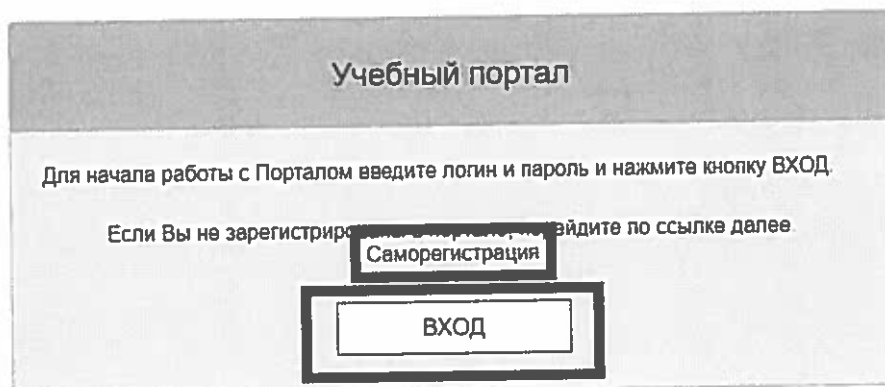 Учебный портал
Для начала работы с Порталом введите логин и пароль и нажмите кнопку ВХОД.
Если Вы не по ссылке далее.
Саморегистрация
ВХОД